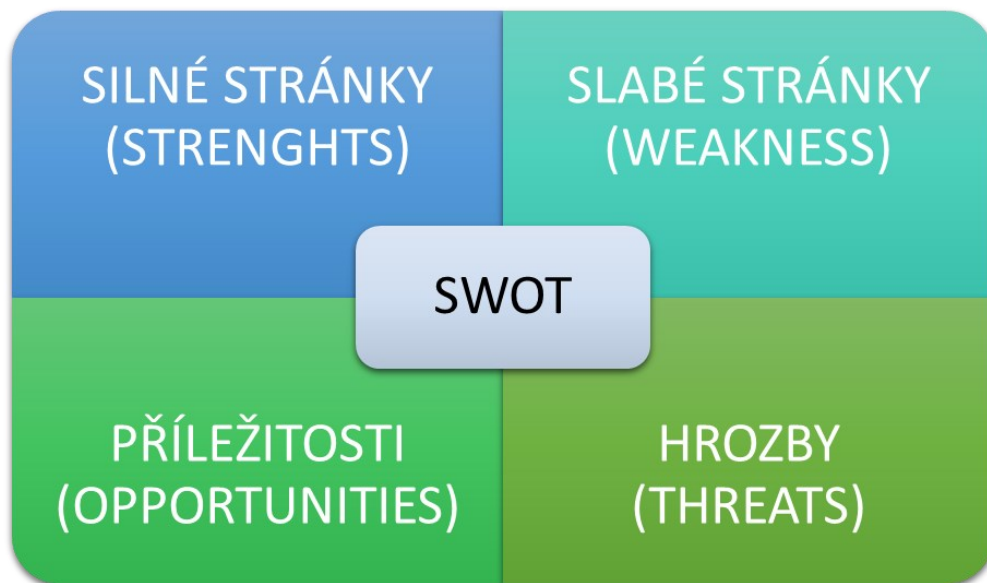 SILNÉ STRÁNKY
(STRENGHTS)
SLABÉ STRÁNKY
(WEAKNESS)
SWOT
PŘÍLEŽITOSTI
(OPPORTUNITIES)
HROZBY
(THREATS)